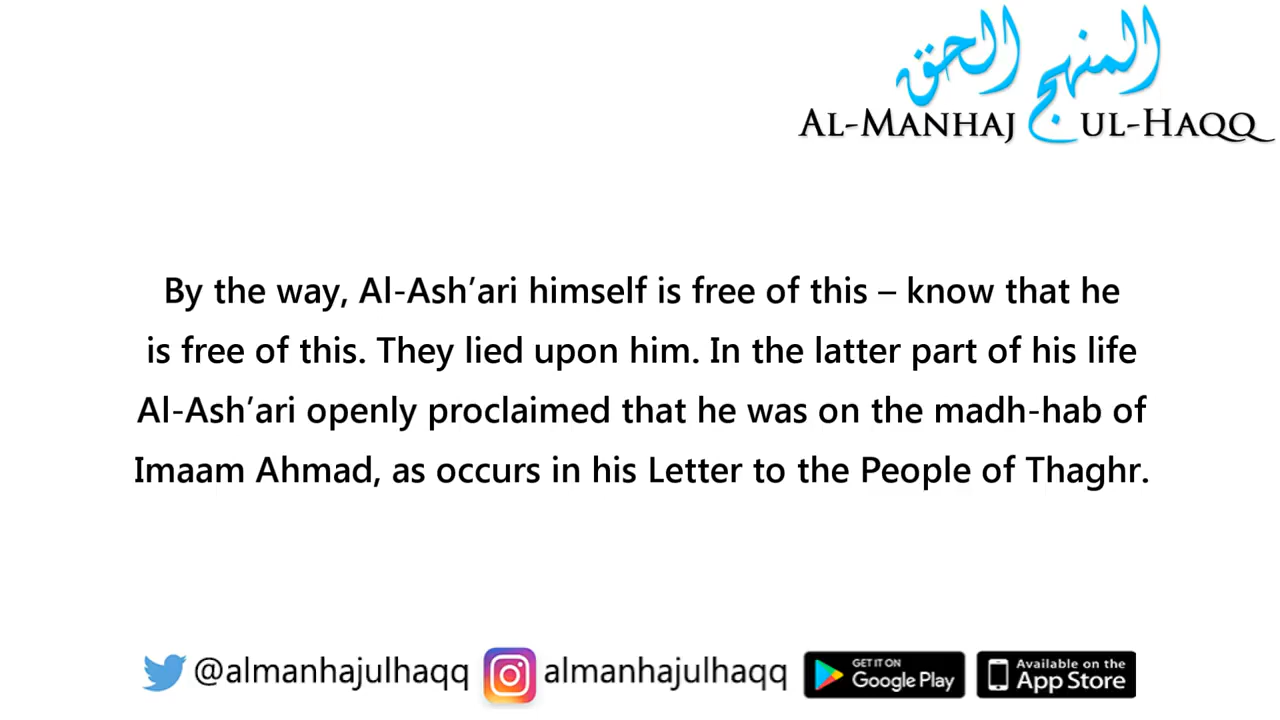 المنهج الحق
AL-MANHAJ UL-HAQQ
By the way, Al-Ash’ari himself is free of this – know that he
is free of this. They lied upon him. In the latter part of his life
Al-Ash’ari openly proclaimed that he was on the madh-hab of
Imaam Ahmad, as occurs in his Letter to the People of Thaghr.
@almanhajulhaqq almanhajulhaqq GET IT ON Google Play Available on the App Store